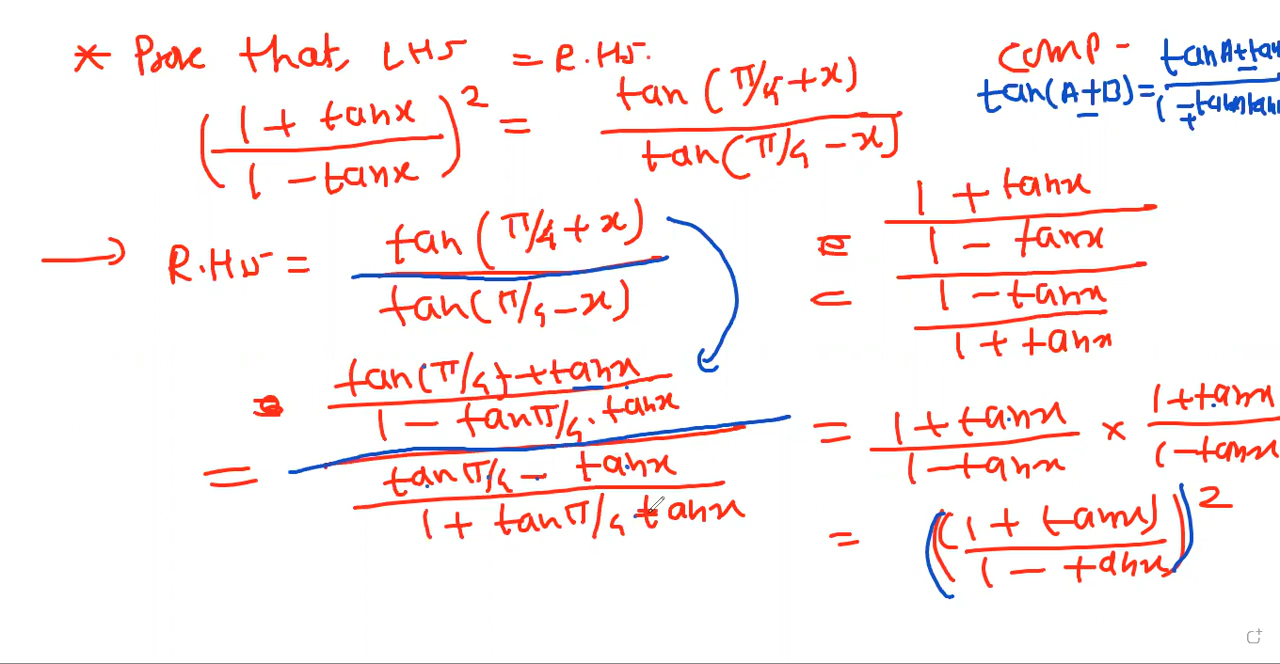 * Prove that, LHS = R.HS.
( (1 + tanx) / (1 - tanx) )² = tan(π/4 + x) / tan(π/4 - x)
comp -
tan(A±B) = tanA±tan / 1 ∓ tanAtan
→ R.HS = tan(π/4 + x) / tan(π/4 - x)
= ( (tan(π/4) + tanx) / (1 - tanπ/4 . tanx) ) / ( (tanπ/4 - tanx) / (1 + tanπ/4 . tanx) )
= ( (1 + tanx) / (1 - tanx) ) / ( (1 - tanx) / (1 + tanx) )
= (1 + tanx) / (1 - tanx) × (1 + tanx) / (1 - tanx)
= ( (1 + tanx) / (1 - tanx) )²